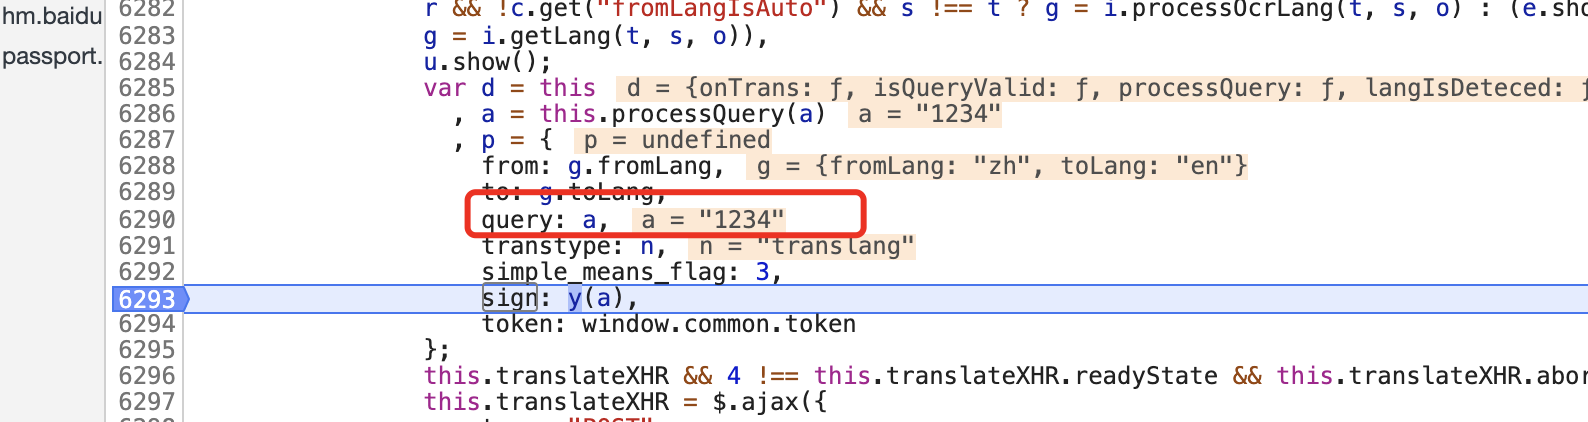 hm.baidu
passport.
6282 r && !c.get("fromLangIsAuto") && s !== t ? g = i.processOcrLang(t, s, o) : (e.sho
6283 g = i.getLang(t, s, o)),
6284 u.show();
6285 var d = this d = {onTrans: ƒ, isQueryValid: ƒ, processQuery: ƒ, langIsDeteced: ƒ
6286 , a = this.processQuery(a) a = "1234"
6287 , p = { p = undefined
6288 from: g.fromLang, g = {fromLang: "zh", toLang: "en"}
6289 to: g.toLang,
6290 query: a, a = "1234"
6291 transtype: n, n = "translang"
6292 simple_means_flag: 3,
6293 sign: y(a),
6294 token: window.common.token
6295 };
6296 this.translateXHR && 4 !== this.translateXHR.readyState && this.translateXHR.abor
6297 this.translateXHR = $.ajax({